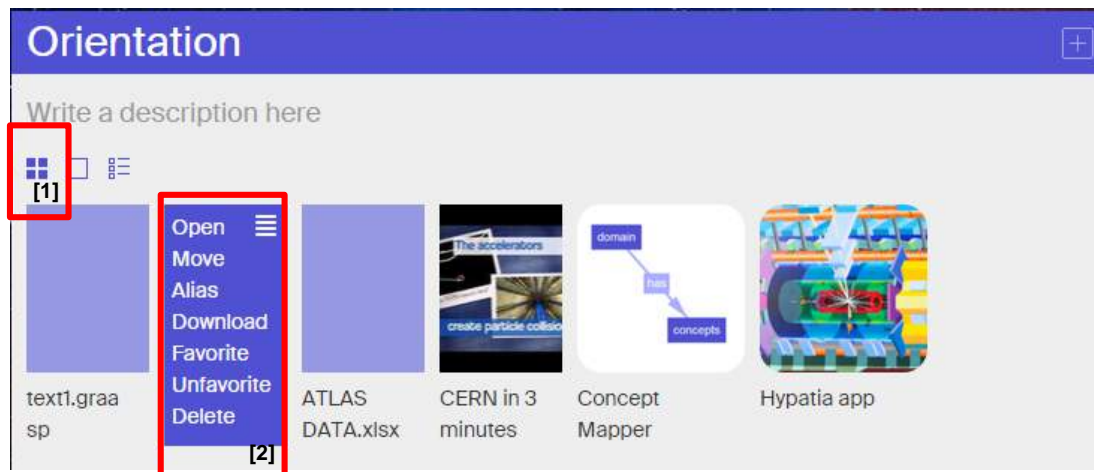 Orientation
Write a description here
[1]
Open
Move
Alias
Download
Favorite
Unfavorite
Delete
[2]
The accelerators
create particle collisio
domain
has
concepts
text1.graa
sp
ATLAS
DATA.xlsx
CERN in 3
minutes
Concept
Mapper
Hypatia app